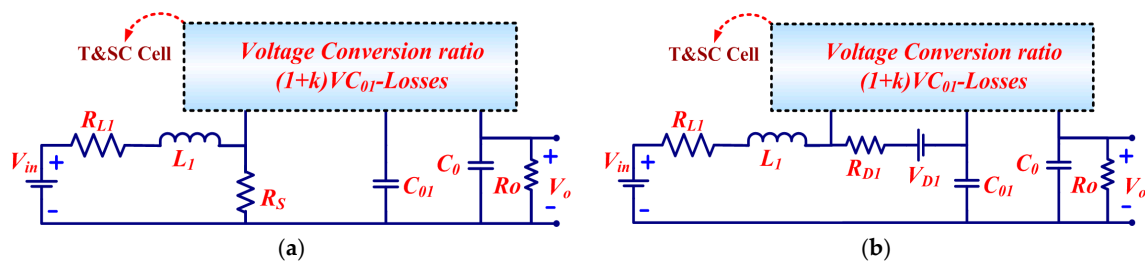 T&SC Cell
Voltage Conversion ratio
(1+k)VC01-Losses
RL1
L1
Vin
+
-
RS
C01
C0
Ro
+
Vo
-
(a)
T&SC Cell
Voltage Conversion ratio
(1+k)VC01-Losses
RL1
L1
Vin
+
-
RD1
VD1
C01
C0
Ro
+
Vo
-
(b)